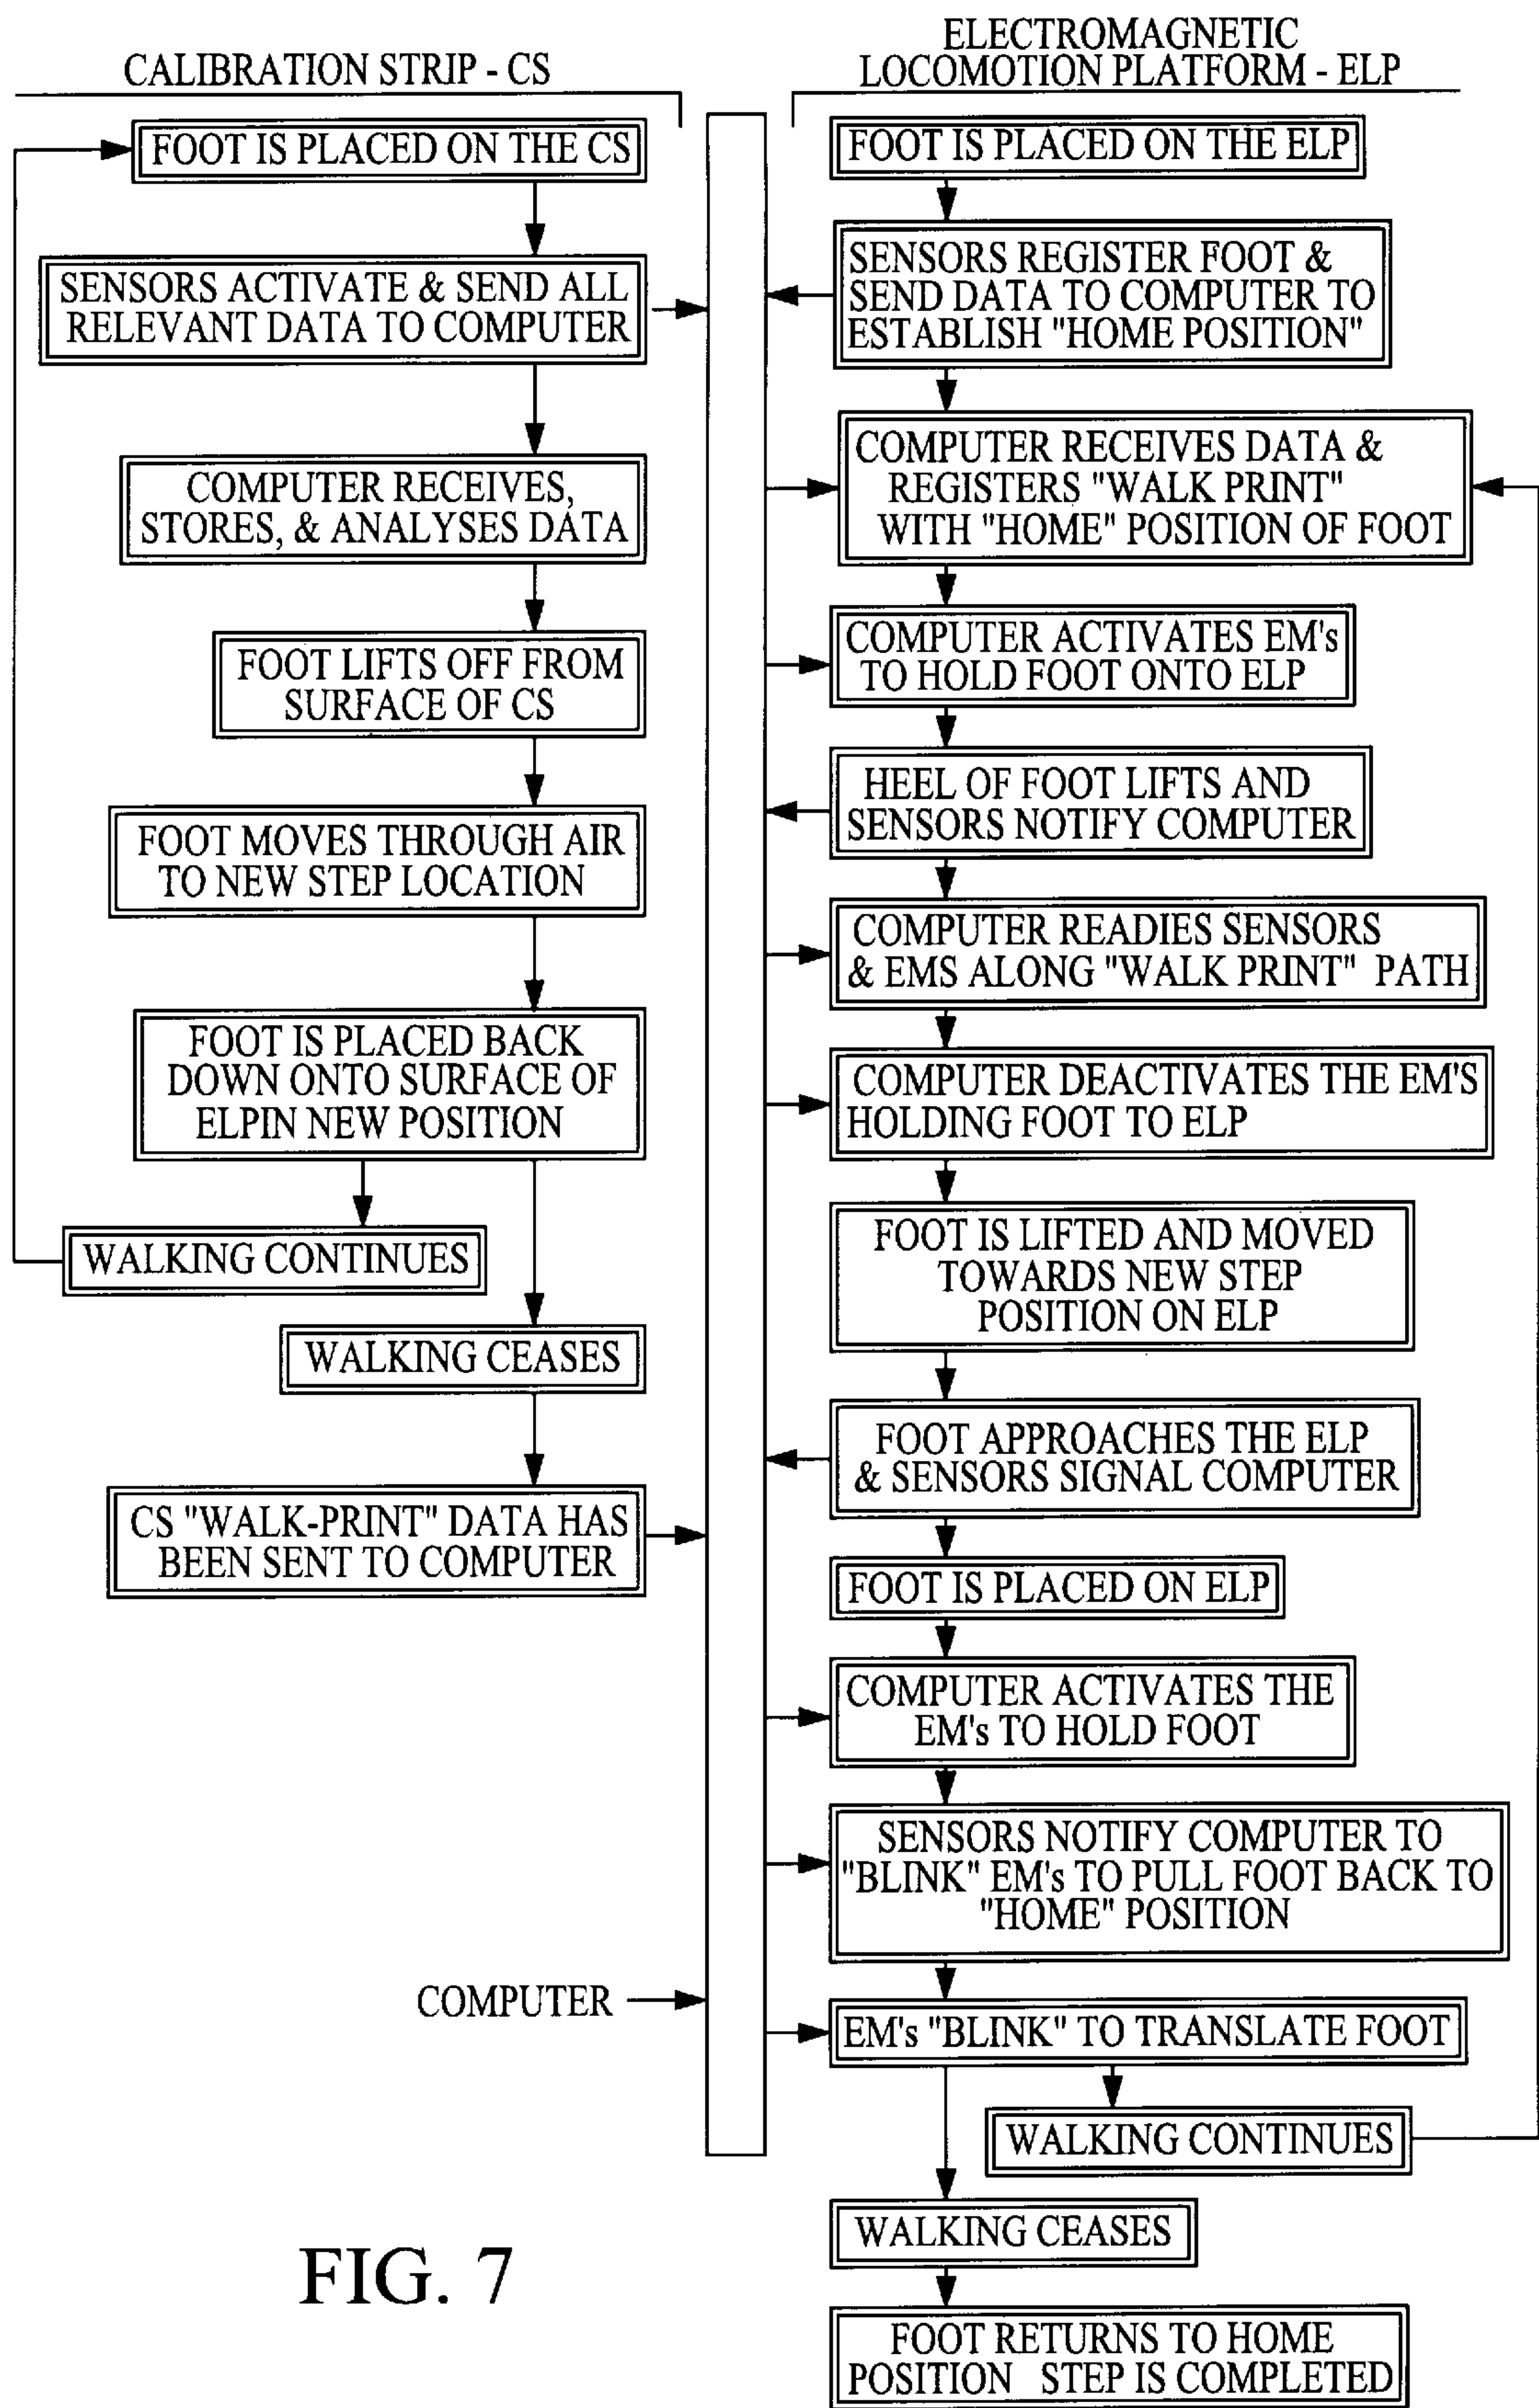 CALIBRATION STRIP - CS
FOOT IS PLACED ON THE CS
SENSORS ACTIVATE & SEND ALL
RELEVANT DATA TO COMPUTER
COMPUTER RECEIVES,
STORES, & ANALYSES DATA
FOOT LIFTS OFF FROM
SURFACE OF CS
FOOT MOVES THROUGH AIR
TO NEW STEP LOCATION
FOOT IS PLACED BACK
DOWN ONTO SURFACE OF
ELPIN NEW POSITION
WALKING CONTINUES
WALKING CEASES
CS "WALK-PRINT" DATA HAS
BEEN SENT TO COMPUTER
COMPUTER
ELECTROMAGNETIC
LOCOMOTION PLATFORM - ELP
FOOT IS PLACED ON THE ELP
SENSORS REGISTER FOOT &
SEND DATA TO COMPUTER TO
ESTABLISH "HOME POSITION"
COMPUTER RECEIVES DATA &
REGISTERS "WALK PRINT"
WITH "HOME" POSITION OF FOOT
COMPUTER ACTIVATES EM's
TO HOLD FOOT ONTO ELP
HEEL OF FOOT LIFTS AND
SENSORS NOTIFY COMPUTER
COMPUTER READIES SENSORS
& EMS ALONG "WALK PRINT" PATH
COMPUTER DEACTIVATES THE EM'S
HOLDING FOOT TO ELP
FOOT IS LIFTED AND MOVED
TOWARDS NEW STEP
POSITION ON ELP
FOOT APPROACHES THE ELP
& SENSORS SIGNAL COMPUTER
FOOT IS PLACED ON ELP
COMPUTER ACTIVATES THE
EM's TO HOLD FOOT
SENSORS NOTIFY COMPUTER TO
"BLINK" EM's TO PULL FOOT BACK TO
"HOME" POSITION
EM's "BLINK" TO TRANSLATE FOOT
WALKING CONTINUES
WALKING CEASES
FOOT RETURNS TO HOME
POSITION STEP IS COMPLETED
FIG. 7